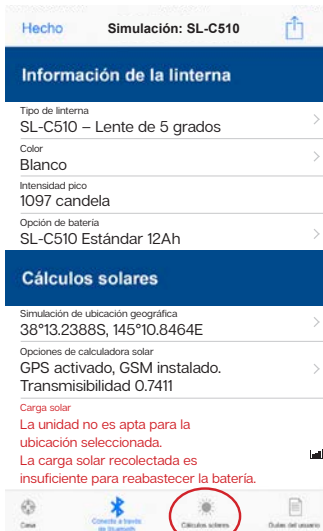 Hecho Simulación: SL-C510
Información de la linterna
Tipo de linterna
SL-C510 – Lente de 5 grados
Color
Blanco
Intensidad pico
1097 candela
Opción de batería
SL-C510 Estándar 12Ah
Cálculos solares
Simulación de ubicación geográfica
38°13.2388S, 145°10.8464E
Opciones de calculadora solar
GPS activado, GSM instalado.
Transmisibilidad 0.7411
Carga solar
La unidad no es apta para la
ubicación seleccionada.
La carga solar recolectada es
insuficiente para reabastecer la batería.
Casa Conecte a través Cálculos solares Guías del usuario
de Bluetooth